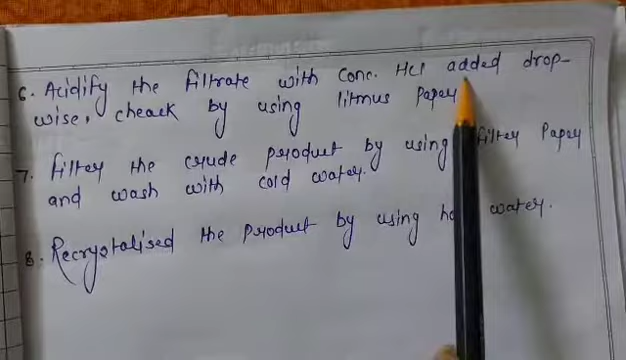 6. Acidify the filtrate with conc. Hcl added drop-
wise, cheack by using litmus Paper
7. filter the crude product by using filter Paper
and wash with cold water.
8. Recrystalised the product by using water.